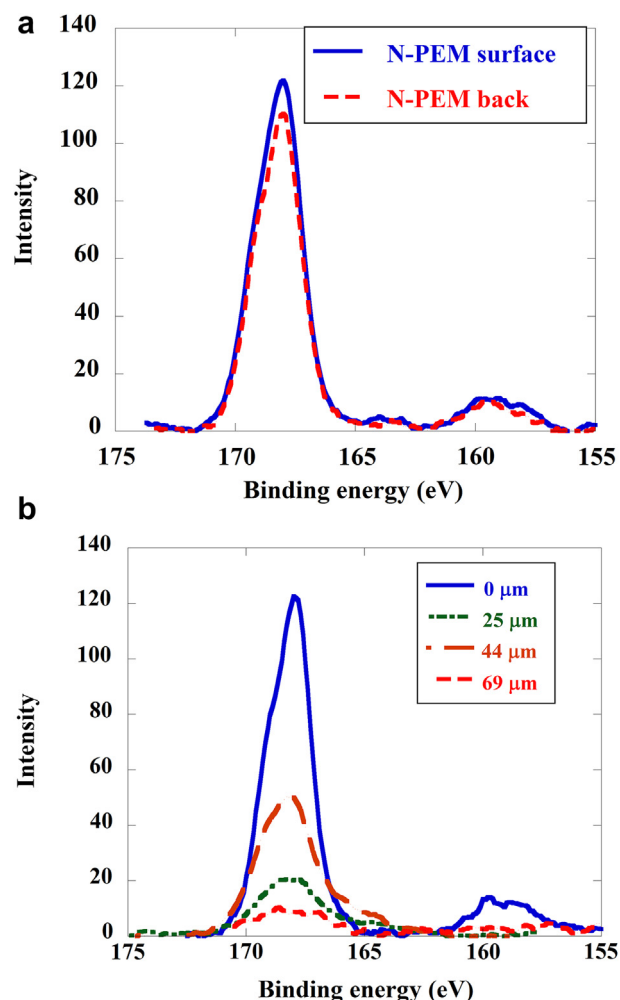 a
140
120
100
80
60
40
20
0
Intensity
N-PEM surface
N-PEM back
175 170 165 160 155
Binding energy (eV)
b
140
120
100
80
60
40
20
0
Intensity
0 μm
25 μm
44 μm
69 μm
175 170 165 160 155
Binding energy (eV)